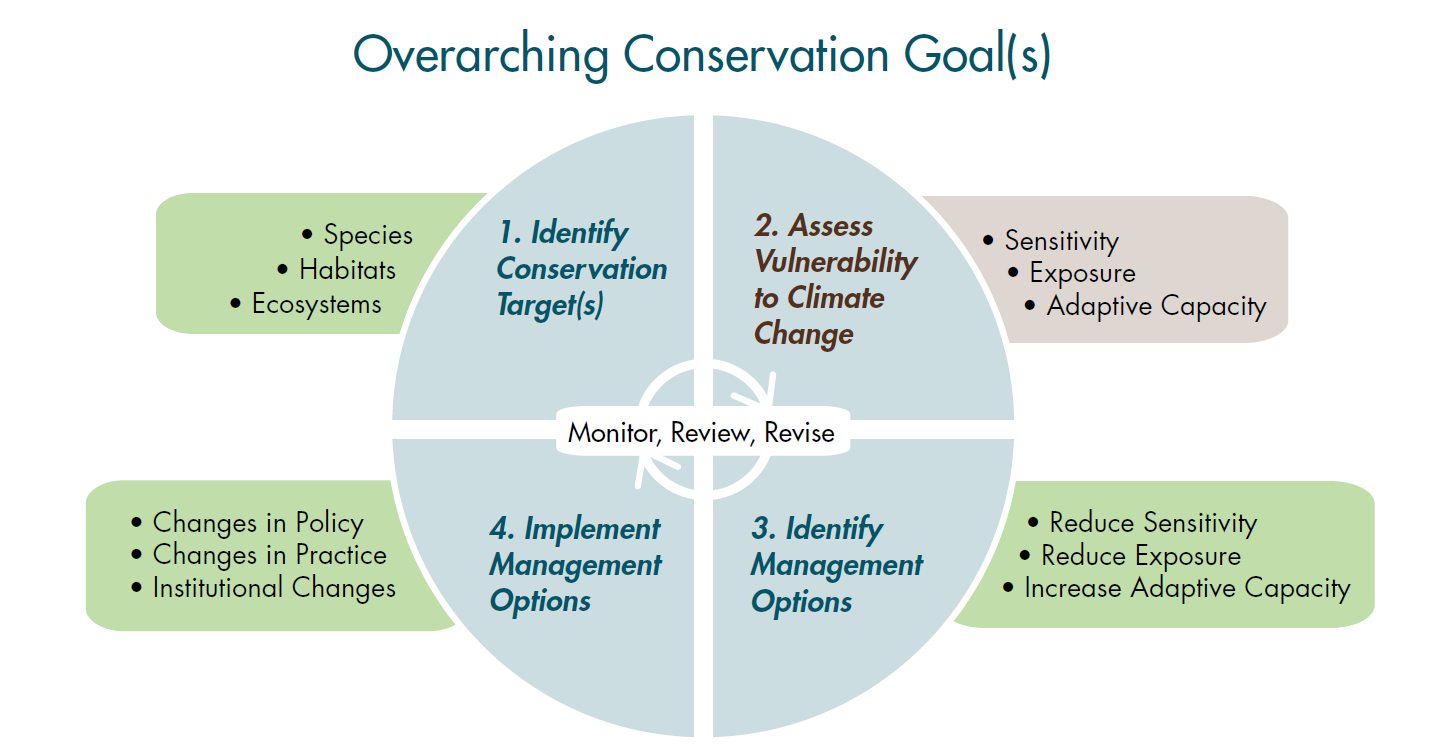 Overarching Conservation Goal(s)
• Species
• Habitats
• Ecosystems
1. Identify
Conservation
Target(s)
2. Assess
Vulnerability
to Climate
Change
• Sensitivity
• Exposure
• Adaptive Capacity
Monitor, Review, Revise
• Changes in Policy
• Changes in Practice
• Institutional Changes
4. Implement
Management
Options
3. Identify
Management
Options
• Reduce Sensitivity
• Reduce Exposure
• Increase Adaptive Capacity